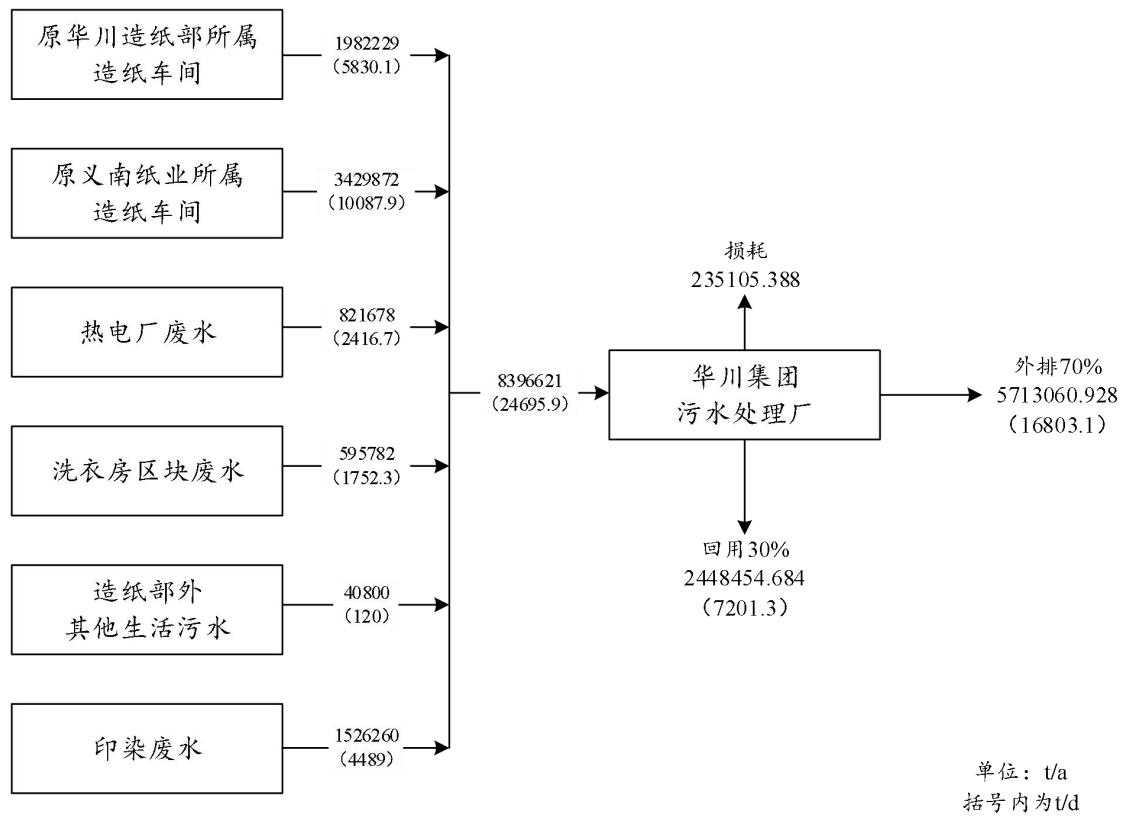 原华川造纸部所属
造纸车间
1982229
(5830.1)
原义南纸业所属
造纸车间
3429872
(10087.9)
热电厂废水
821678
(2416.7)
洗衣房区块废水
595782
(1752.3)
造纸部外
其他生活污水
40800
(120)
印染废水
1526260
(4489)
8396621
(24695.9)
损耗
235105.388
华川集团
污水处理厂
外排70%
5713060.928
(16803.1)
回用30%
2448454.684
(7201.3)
单位：t/a
括号内为t/d